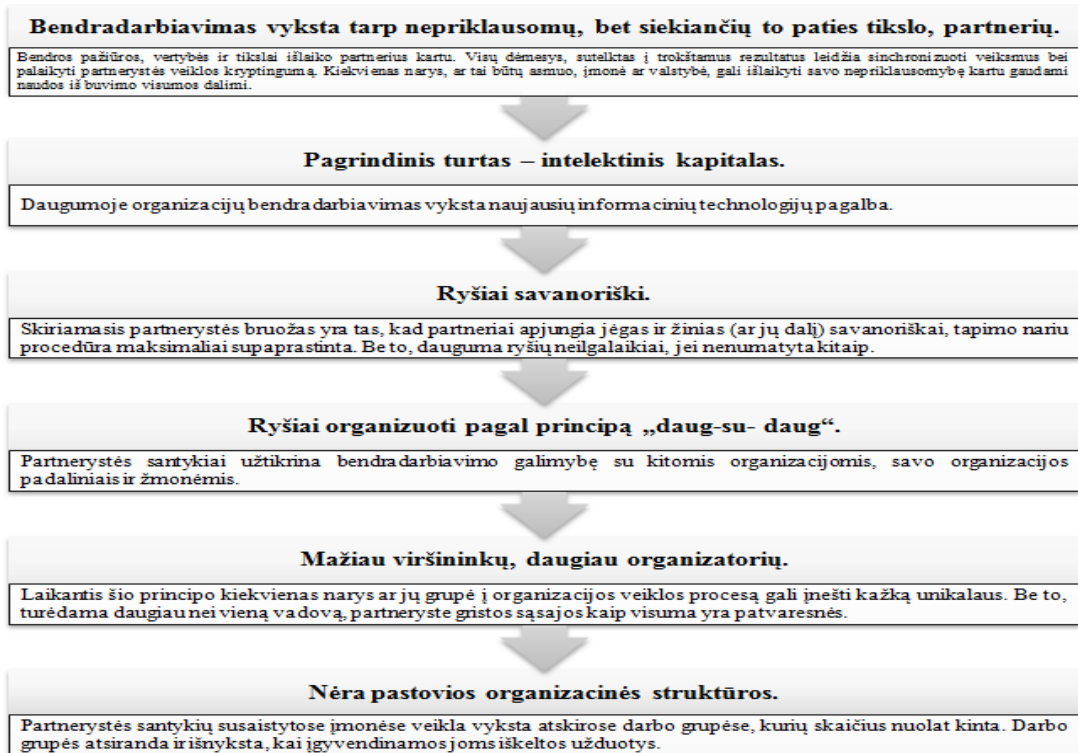 Bendradarbiavimas vyksta tarp nepriklausomų, bet siekiančių to paties tikslo, partnerių.
Bendros pažiūros, vertybės ir tikslai išlaiko partnerius kartu. Visų dėmesys, sutelktas į trokštamus rezultatus leidžia sinchronizuoti veiksmus bei
palaikyti partnerystės veiklos kryptingumą. Kiekvienas narys, ar tai būtų asmuo, įmonė ar valstybė, gali išlaikyti savo nepriklausomybę kartu gaudami
naudos iš buvimo visumos dalimi.
Pagrindinis turtas – intelektinis kapitalas.
Daugumoje organizacijų bendradarbiavimas vyksta naujausių informacinių technologijų pagalba.
Ryšiai savanoriški.
Skiriamasis partnerystės bruožas yra tas, kad partneriai apjungia jėgas ir žinias (ar jų dalį) savanoriškai, tapimo nariu
procedūra maksimaliai supaprastinta. Be to, dauguma ryšių neilgalaikiai, jei nenumatyta kitaip.
Ryšiai organizuoti pagal principą „daug-su- daug“.
Partnerystės santykiai užtikrina bendradarbiavimo galimybę su kitomis organizacijomis, savo organizacijos
padaliniais ir žmonėmis.
Mažiau viršininkų, daugiau organizatorių.
Laikantis šio principo kiekvienas narys ar jų grupė į organizacijos veiklos procesą gali įnešti kažką unikalaus. Be to,
turėdama daugiau nei vieną vadovą, partneryste gristos sąsajos kaip visuma yra patvaresnės.
Nėra pastovios organizacinės struktūros.
Partnerystės santykių susaistytose įmonėse veikla vyksta atskirose darbo grupėse, kurių skaičius nuolat kinta. Darbo
grupės atsiranda ir išnyksta, kai įgyvendinamos joms iškeltos užduotys.